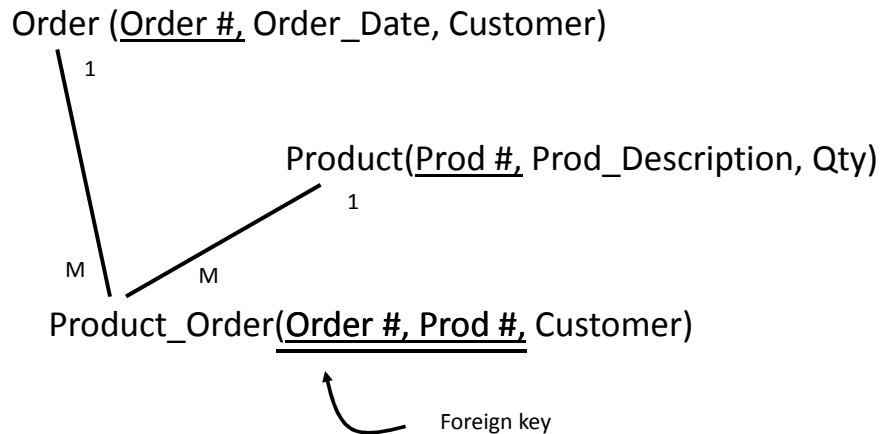 Order (Order #, Order_Date, Customer)
1
Product(Prod #, Prod_Description, Qty)
1
M
M
Product_Order(Order #, Prod #, Customer)
Foreign key